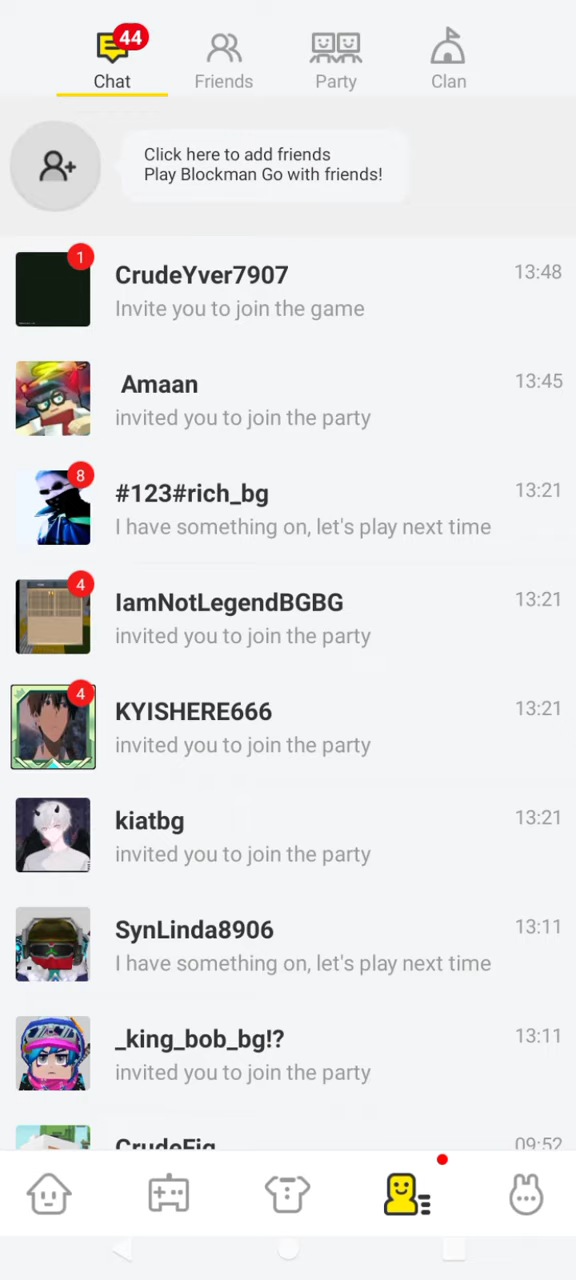 44
Chat
Friends
Party
Clan
Click here to add friends
Play Blockman Go with friends!
1
CrudeYver7907
13:48
Invite you to join the game
Amaan
13:45
invited you to join the party
8
#123#rich_bg
13:21
I have something on, let's play next time
4
IamNotLegendBGBG
13:21
invited you to join the party
4
KYISHERE666
13:21
invited you to join the party
kiatbg
13:21
invited you to join the party
SynLinda8906
13:11
I have something on, let's play next time
_king_bob_bg!?
13:11
invited you to join the party
CrudeFig
09:52